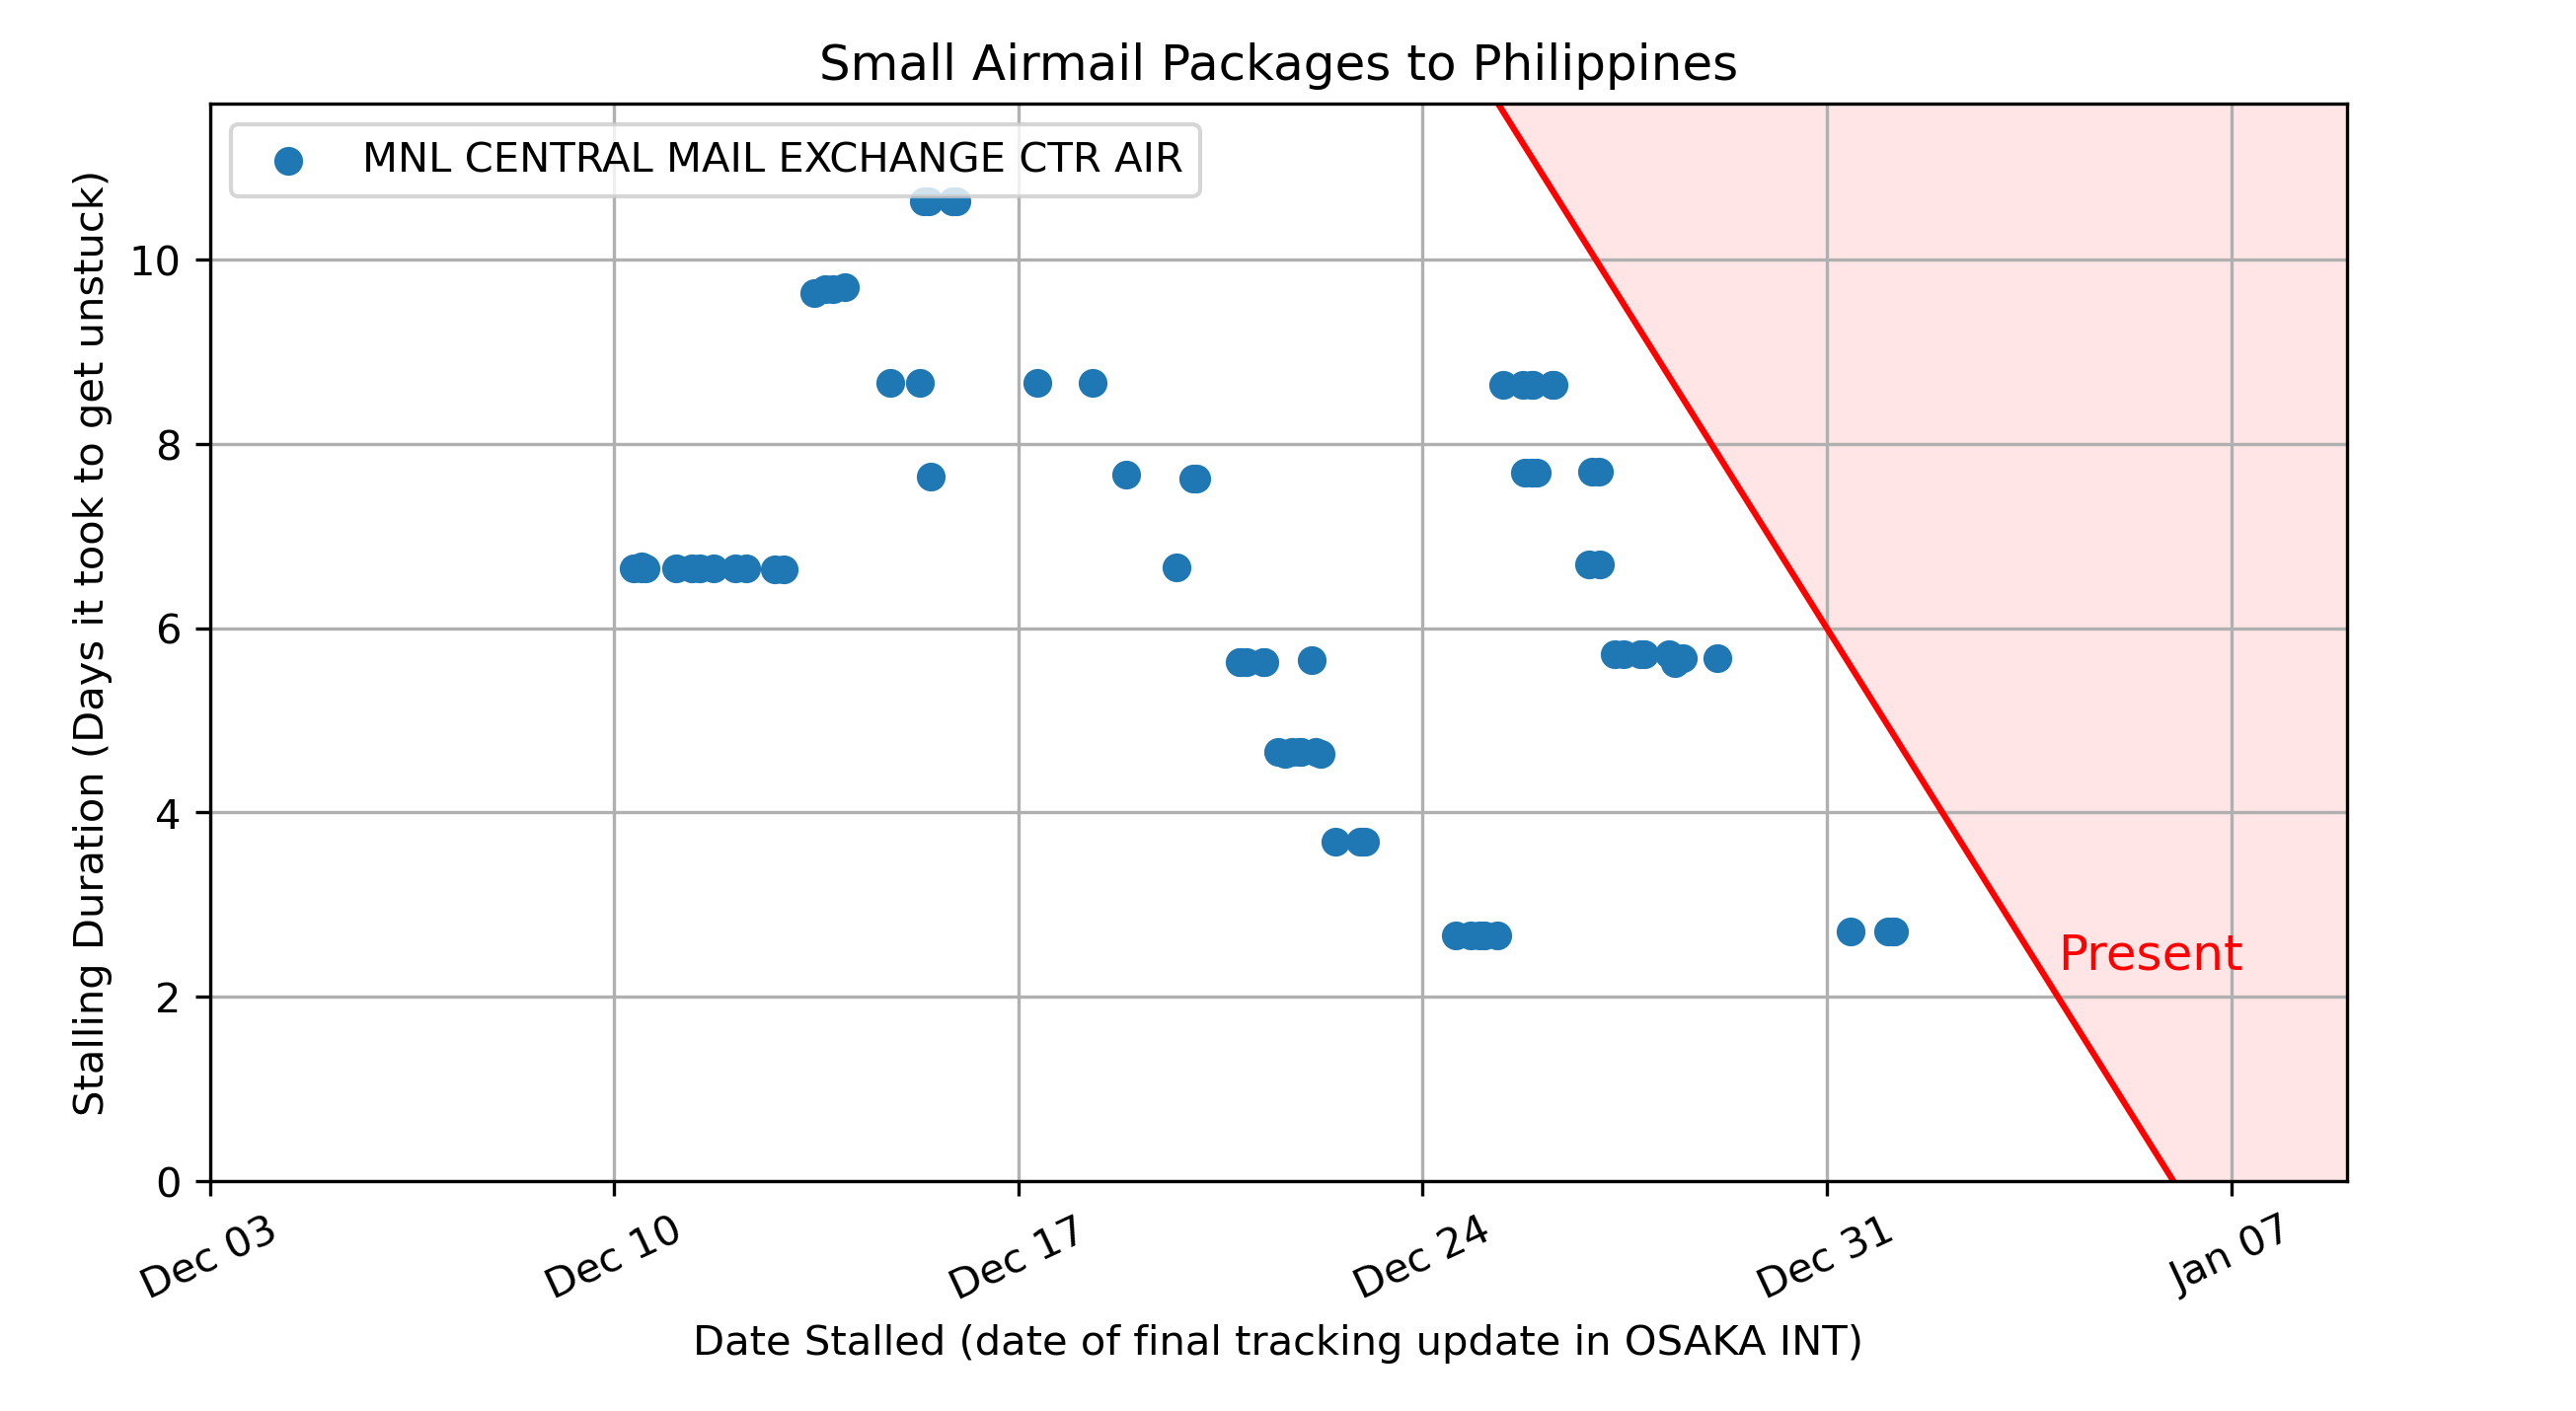 Small Airmail Packages to Philippines
MNL CENTRAL MAIL EXCHANGE CTR AIR
Stalling Duration (Days it took to get unstuck)
10
8
6
4
2
0
Present
Dec 03
Dec 10
Dec 17
Dec 24
Dec 31
Jan 07
Date Stalled (date of final tracking update in OSAKA INT)